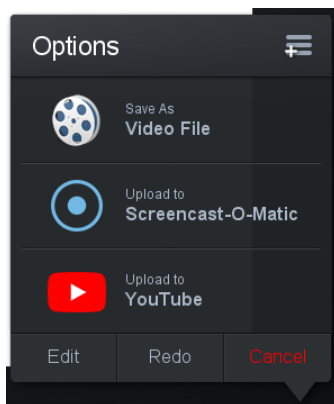 Options
Save As
Video File
Upload to
Screencast-O-Matic
Upload to
YouTube
Edit Redo Cancel